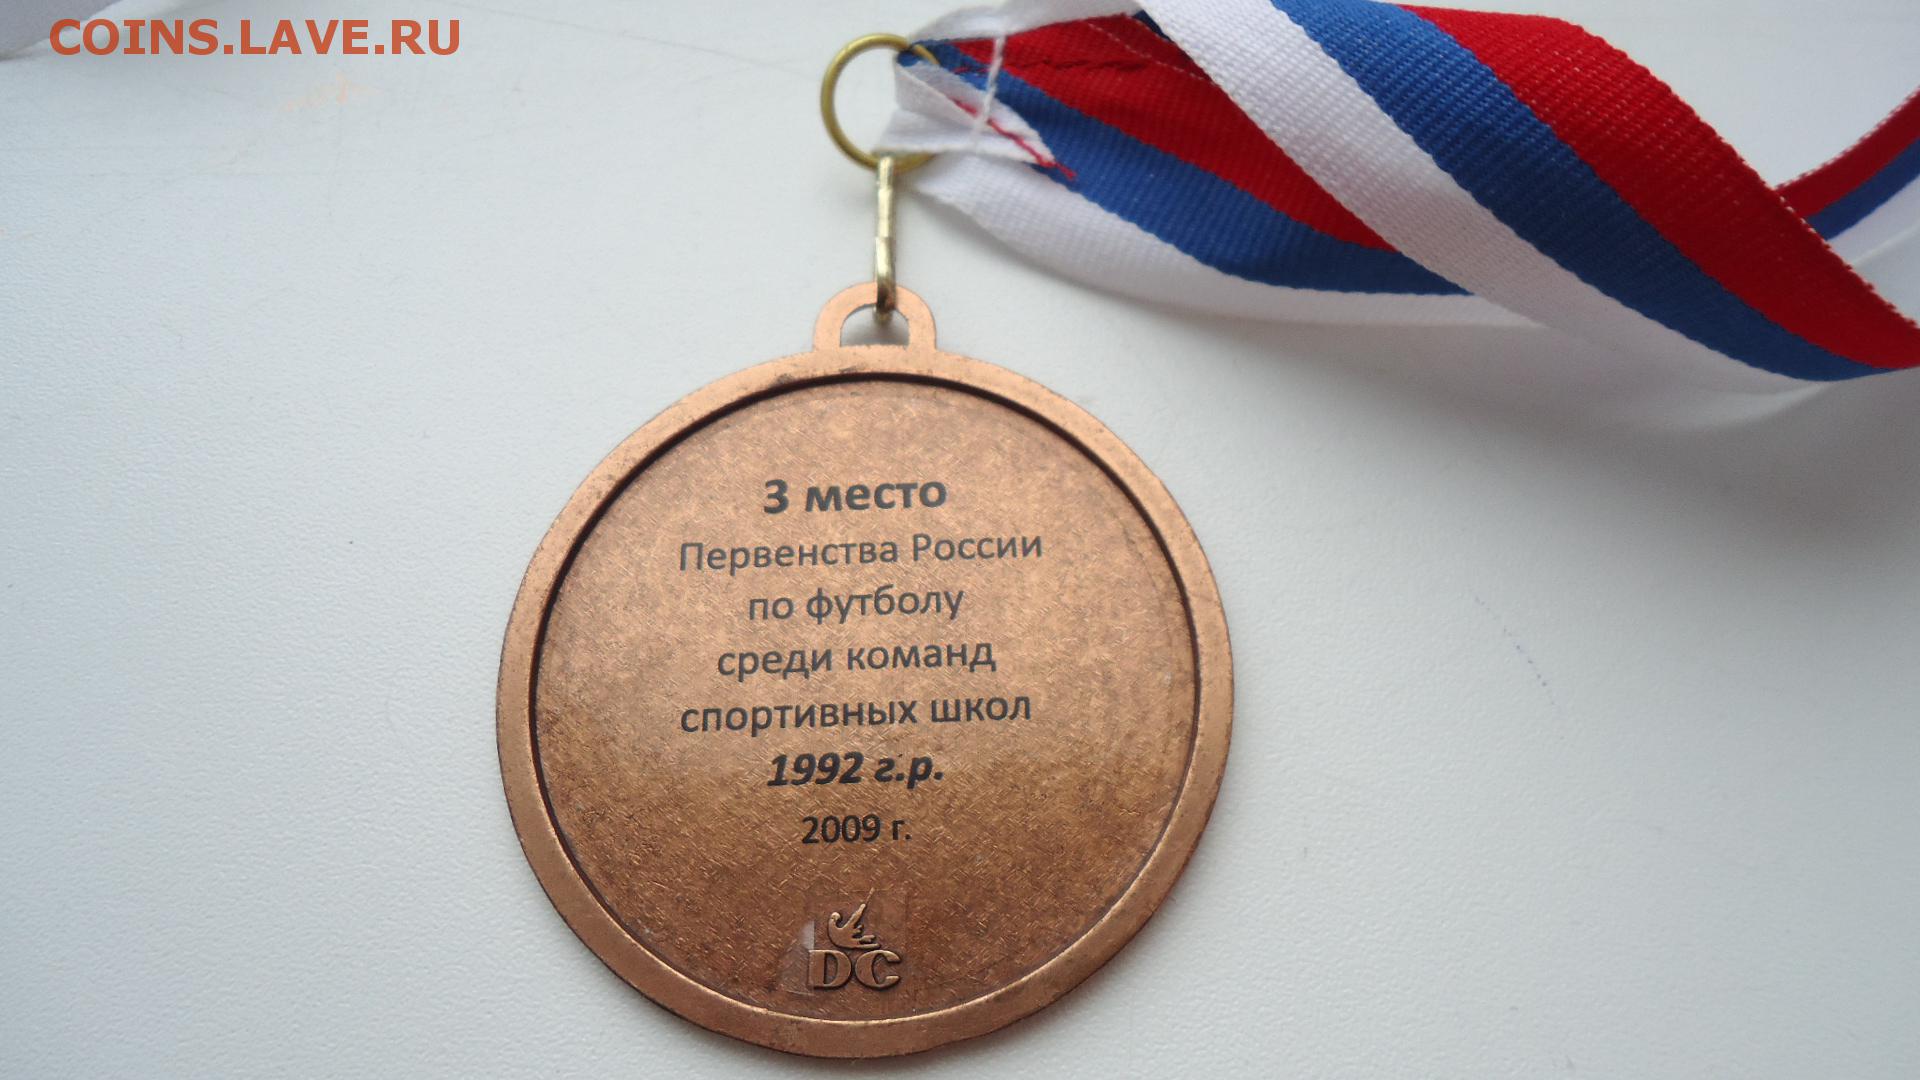 COINS.LAVE.RU
3 место
Первенства России
по футболу
среди команд
спортивных школ
1992 г.р.
2009 г.
DC